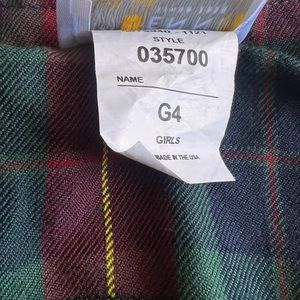 STYLE
035700
NAME
G4
GIRLS
MADE IN THE USA